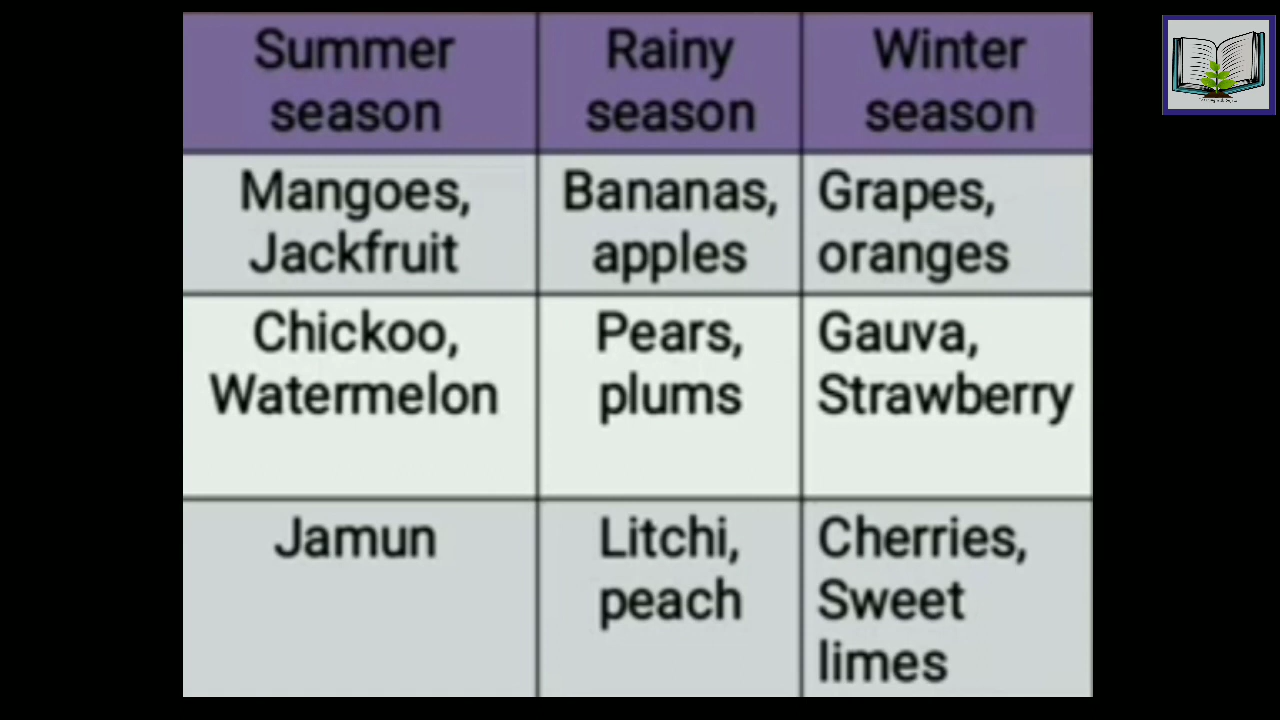 Summer
season
Rainy
season
Winter
season
Mangoes,
Jackfruit
Bananas,
apples
Grapes,
oranges
Chickoo,
Watermelon
Pears,
plums
Gauva,
Strawberry
Jamun
Litchi,
peach
Cherries,
Sweet
limes